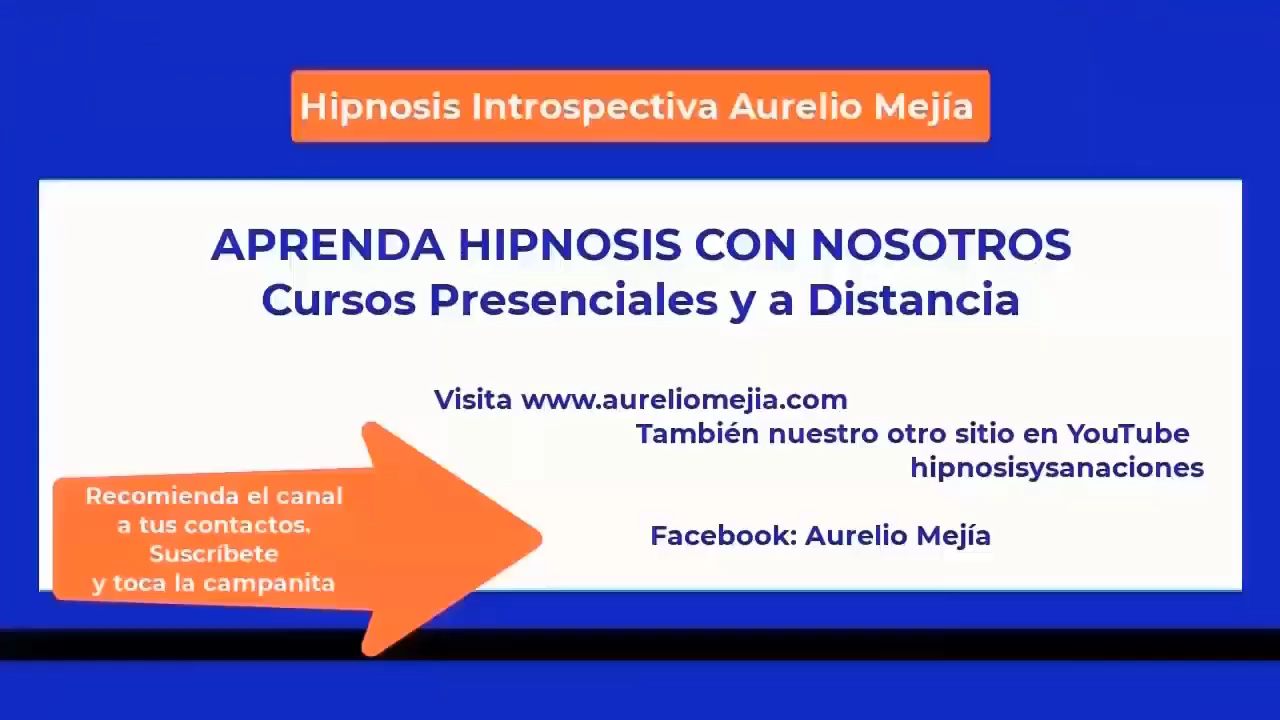 Hipnosis Introspectiva Aurelio Mejía
APRENDA HIPNOSIS CON NOSOTROS
Cursos Presenciales y a Distancia
Visita www.aureliomejia.com
También nuestro otro sitio en YouTube
hipnosisysanaciones
Facebook: Aurelio Mejía
Recomienda el canal
a tus contactos.
Suscríbete
y toca la campanita